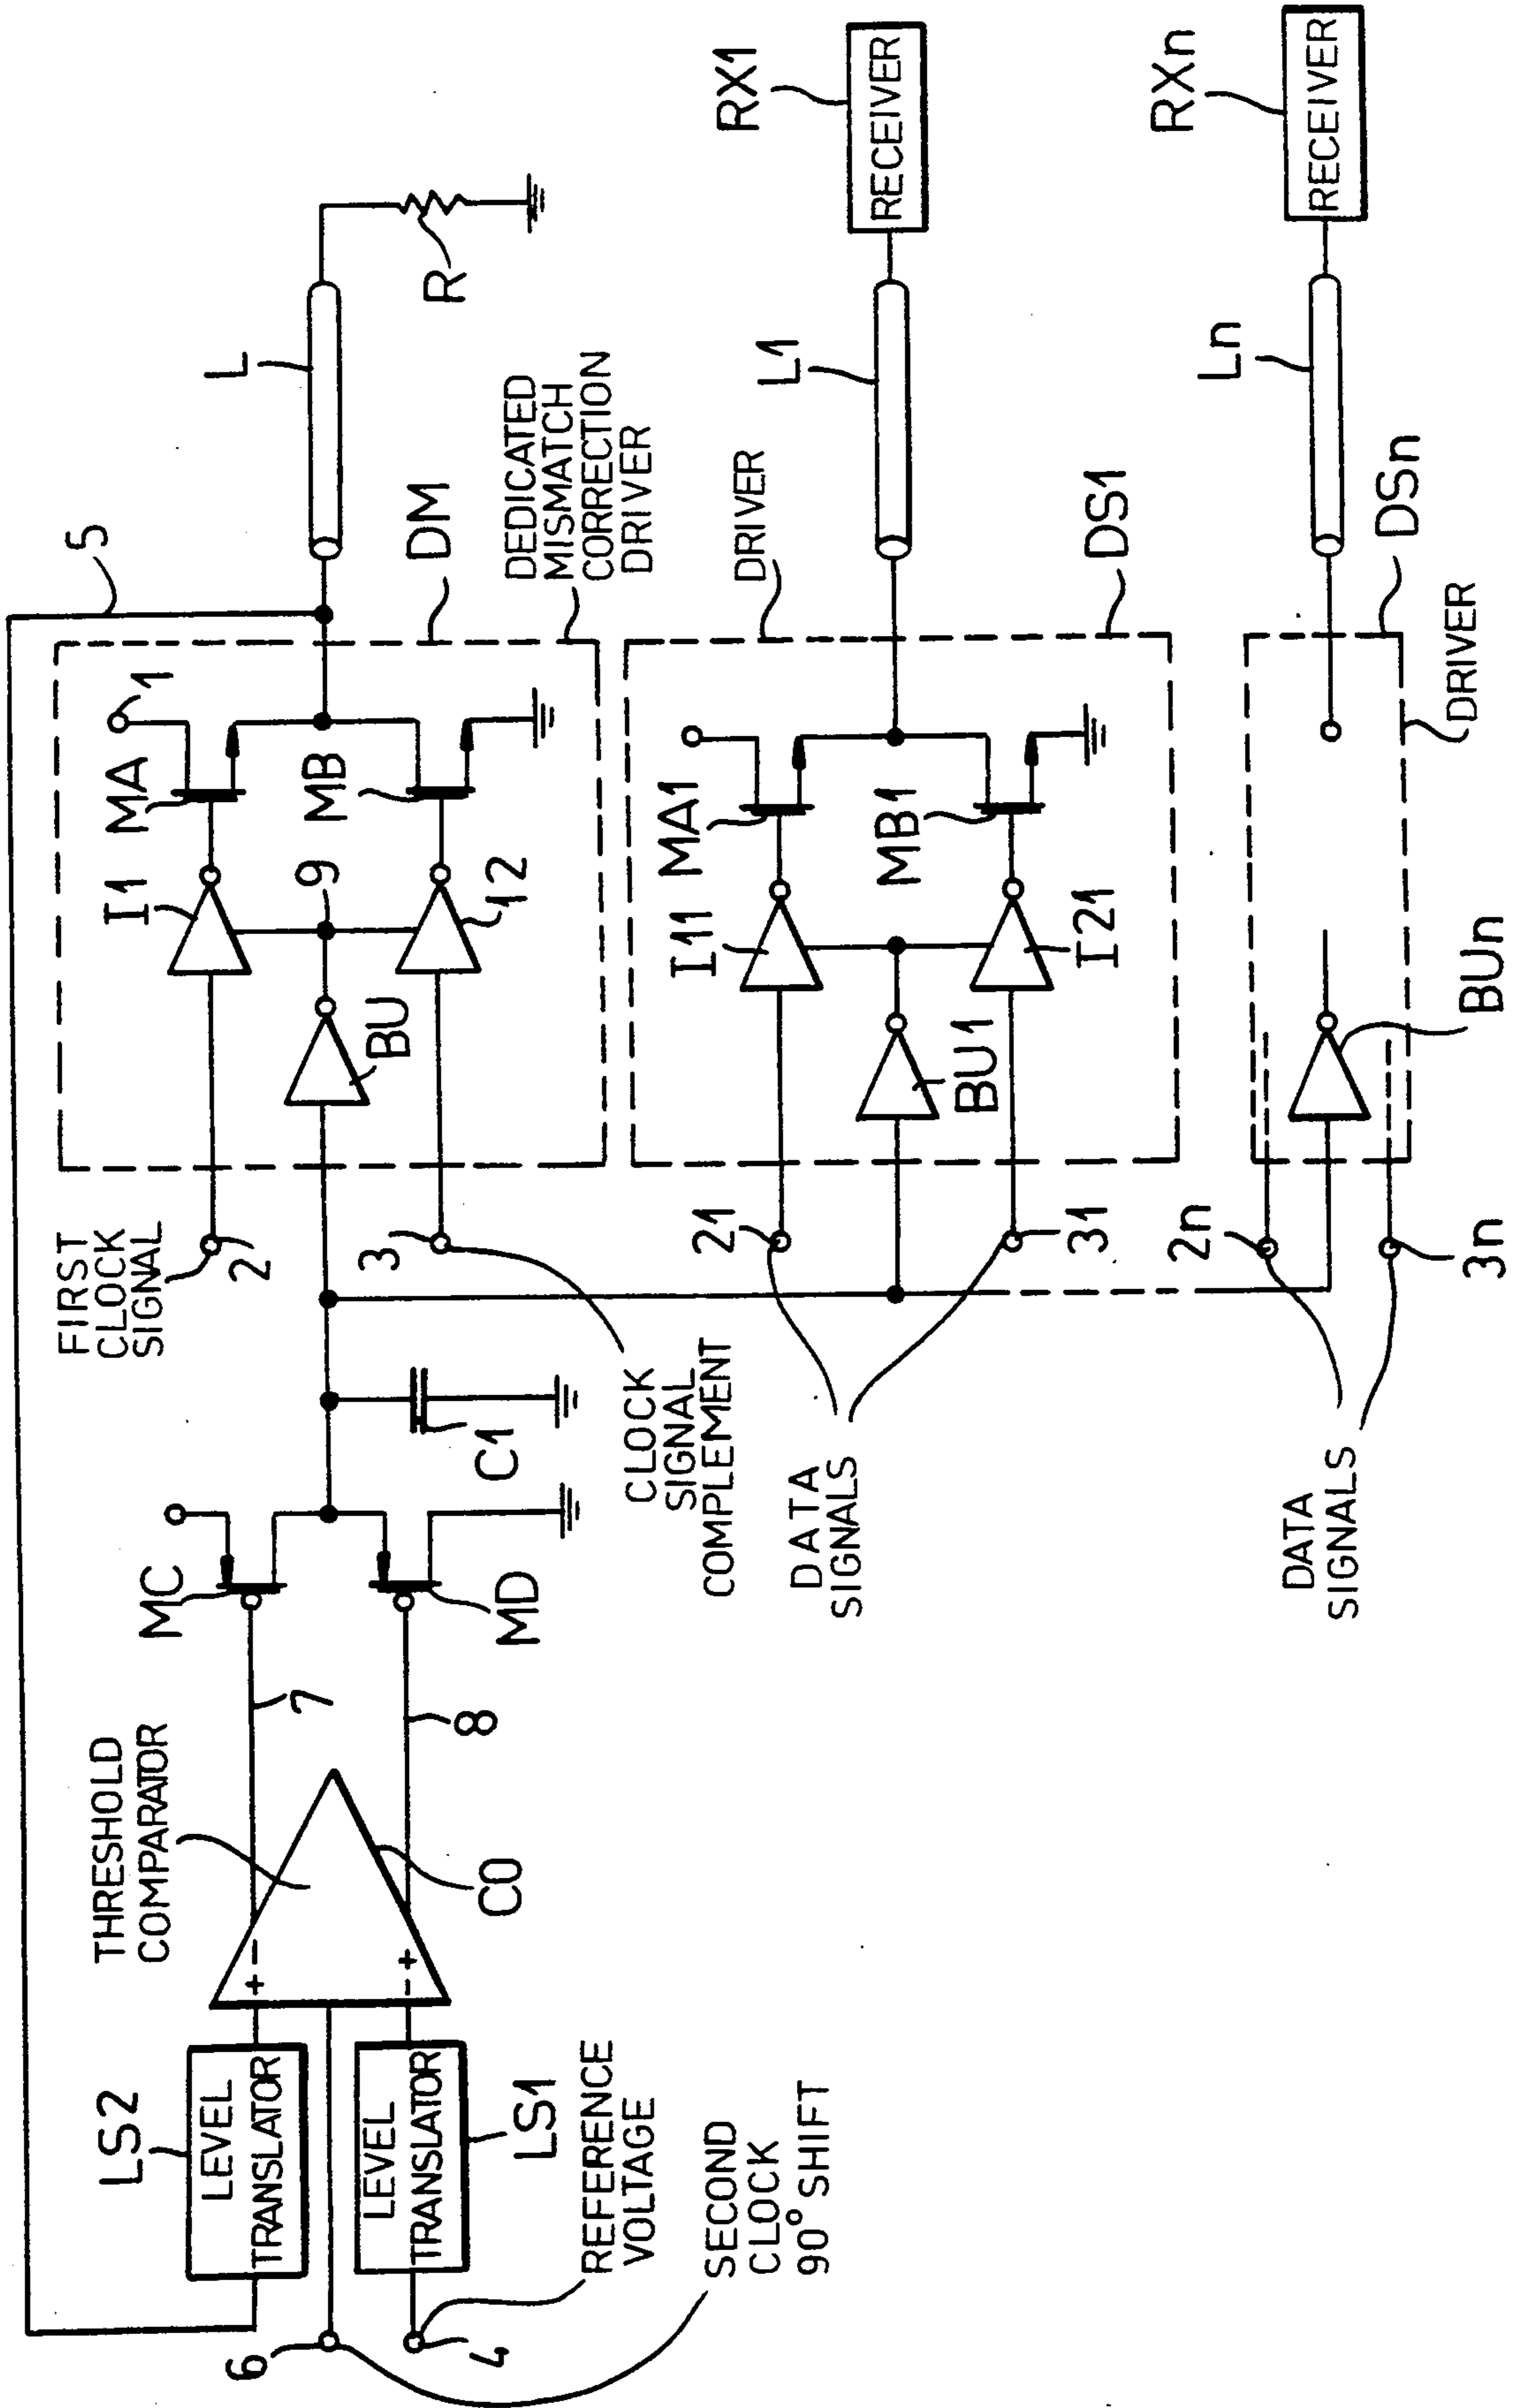 5
L
R
DM
DEDICATED
MISMATCH
CORRECTION
DRIVER
1
MA
MB
I1
9
12
BU
FIRST
CLOCK
SIGNAL
2
3
CLOCK
SIGNAL
COMPLEMENT
C1
MC
MD
7
8
THRESHOLD
COMPARATOR
CO
+ −
− +
LS2
LEVEL
TRANSLATOR
LEVEL
TRANSLATOR
LS1
REFERENCE
VOLTAGE
6
4
SECOND
CLOCK
90° SHIFT
DRIVER
DS1
L1
RX1
RECEIVER
MA1
MB1
I11
I21
BU1
21
31
DATA
SIGNALS
RXn
RECEIVER
Ln
DSn
DRIVER
BUn
2n
3n
DATA
SIGNALS